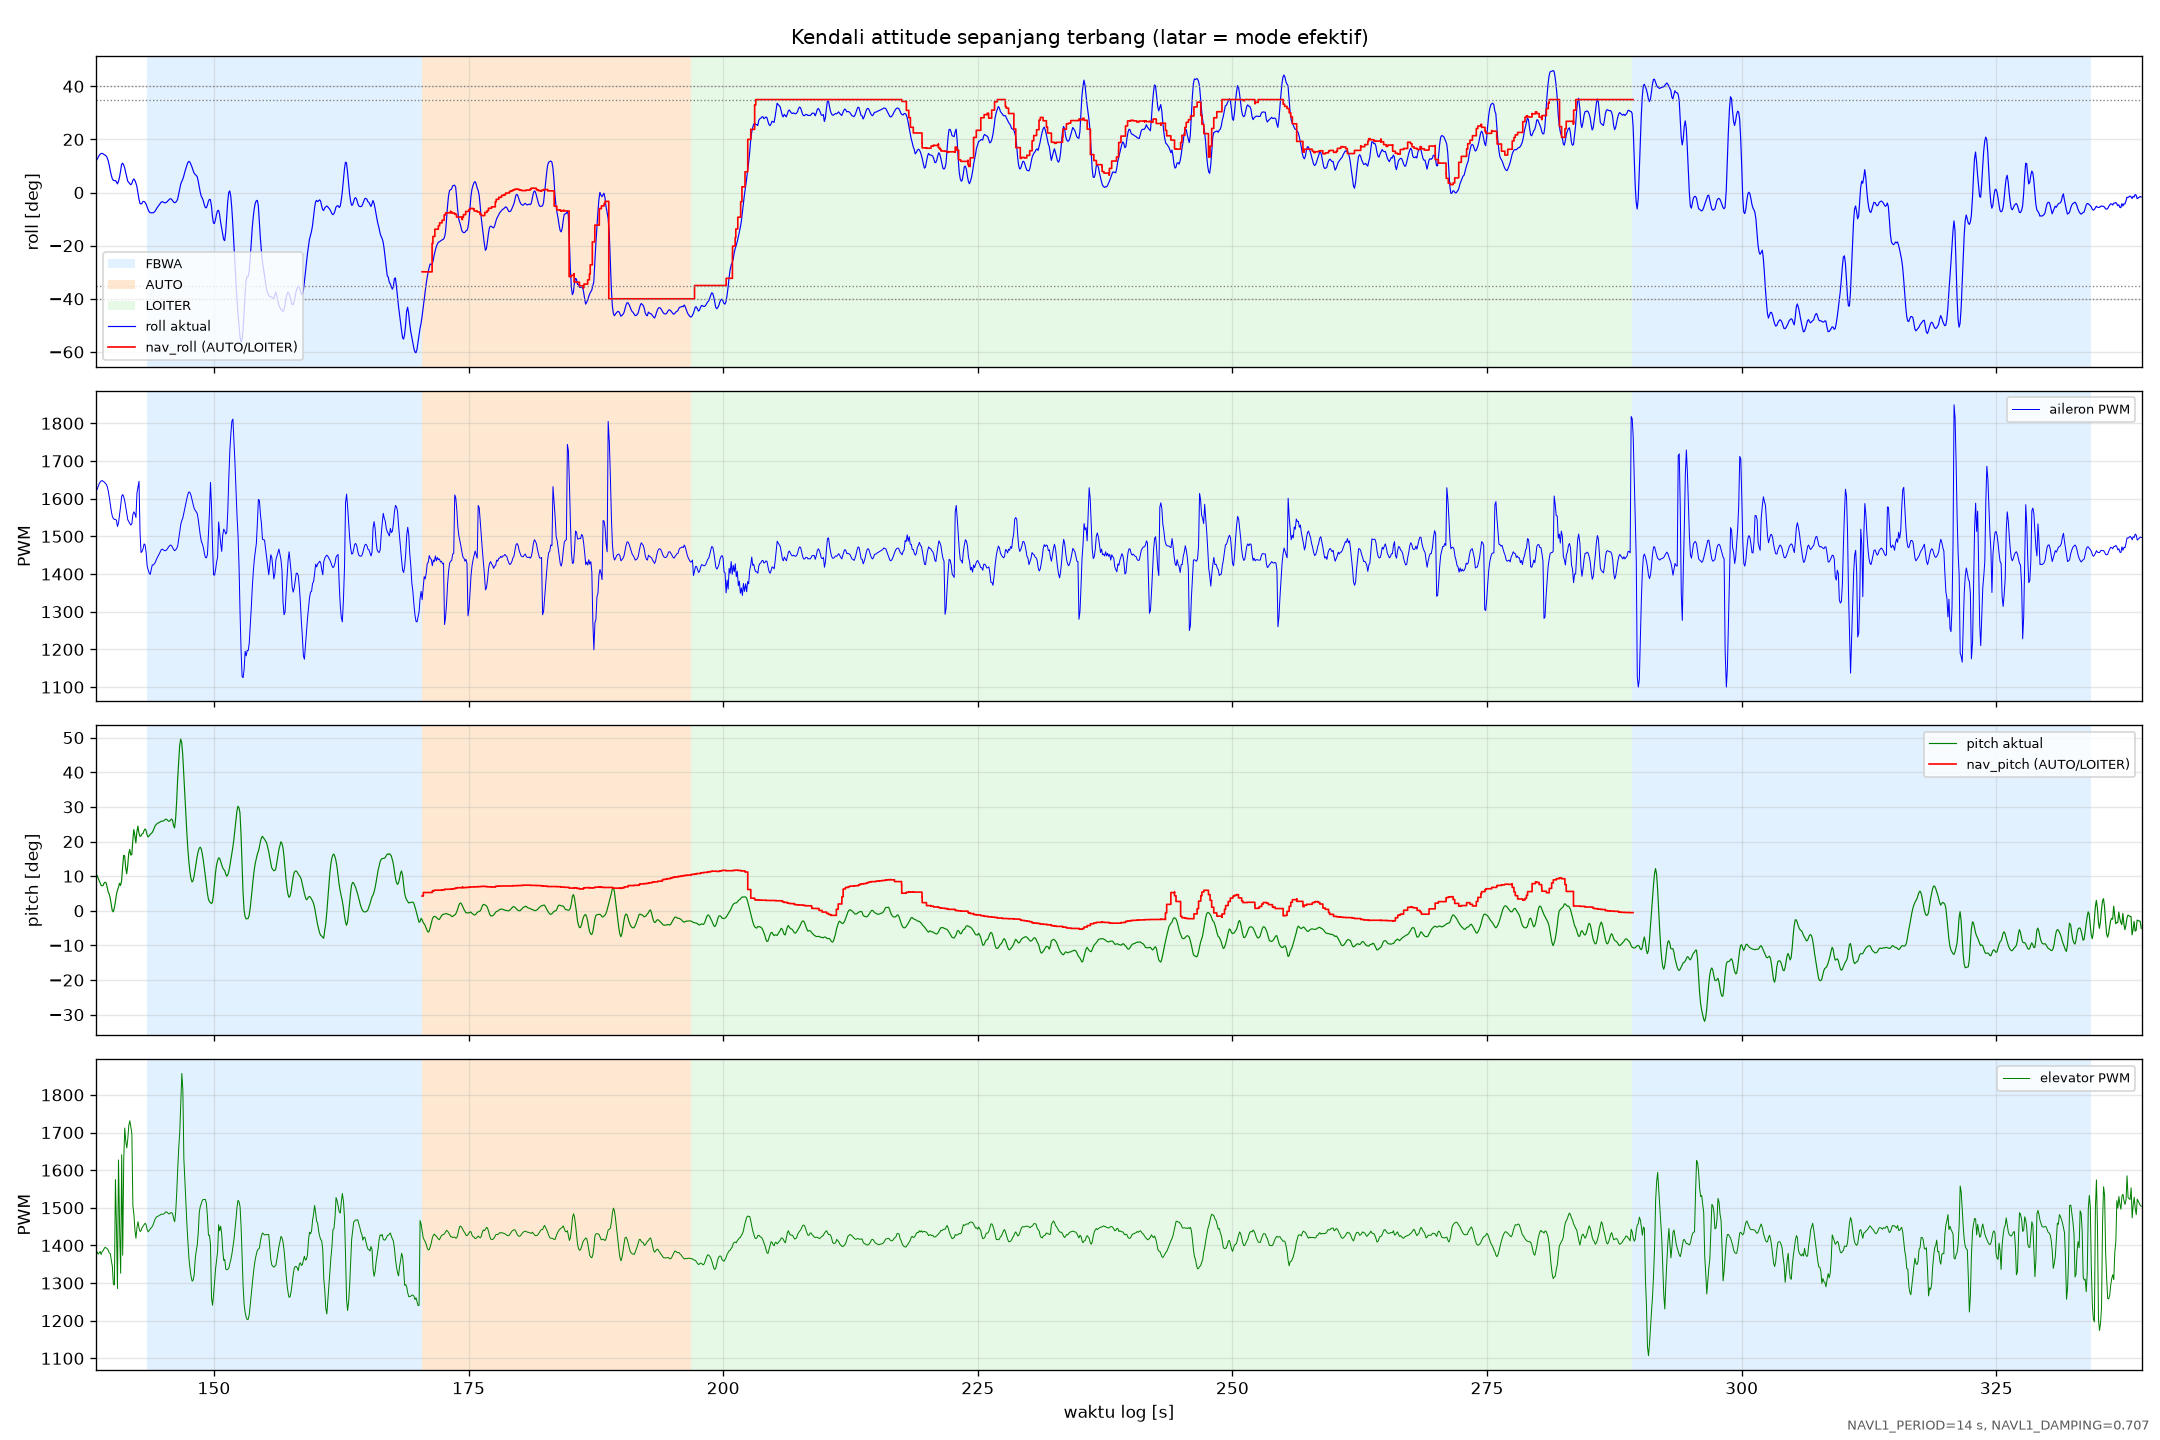 Kendali attitude sepanjang terbang (latar = mode efektif)
roll [deg]
40
20
0
−20
−40
−60
FBWA
AUTO
LOITER
roll aktual
nav_roll (AUTO/LOITER)
PWM
1800
1700
1600
1500
1400
1300
1200
1100
aileron PWM
pitch [deg]
50
40
30
20
10
0
−10
−20
−30
pitch aktual
nav_pitch (AUTO/LOITER)
PWM
1800
1700
1600
1500
1400
1300
1200
1100
elevator PWM
150 175 200 225 250 275 300 325
waktu log [s]
NAVL1_PERIOD=14 s, NAVL1_DAMPING=0.707